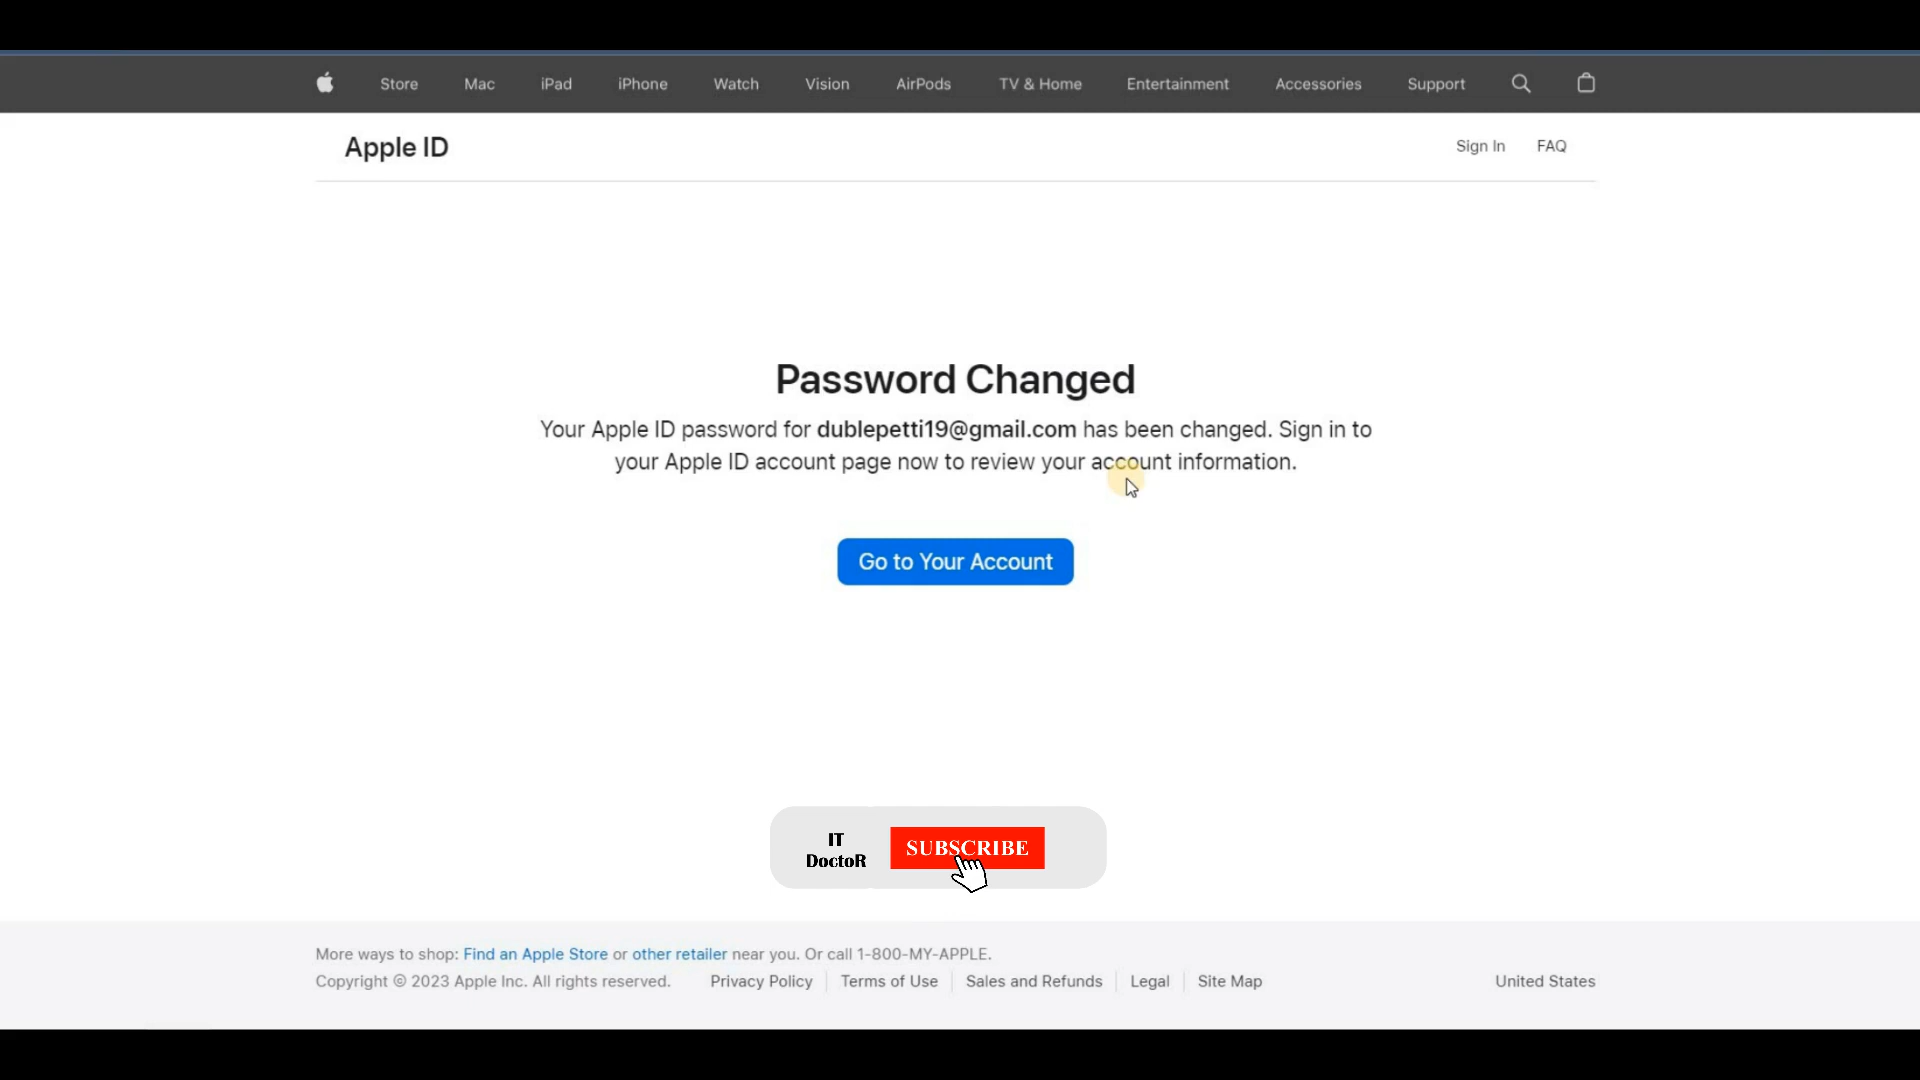 Store Mac iPad iPhone Watch Vision AirPods TV & Home Entertainment Accessories Support
Apple ID Sign In FAQ
Password Changed
Your Apple ID password for dublepetti19@gmail.com has been changed. Sign in to
your Apple ID account page now to review your account information.
Go to Your Account
IT
DoctoR
SUBSCRIBE
More ways to shop: Find an Apple Store or other retailer near you. Or call 1-800-MY-APPLE.
Copyright © 2023 Apple Inc. All rights reserved. Privacy Policy Terms of Use Sales and Refunds Legal Site Map United States